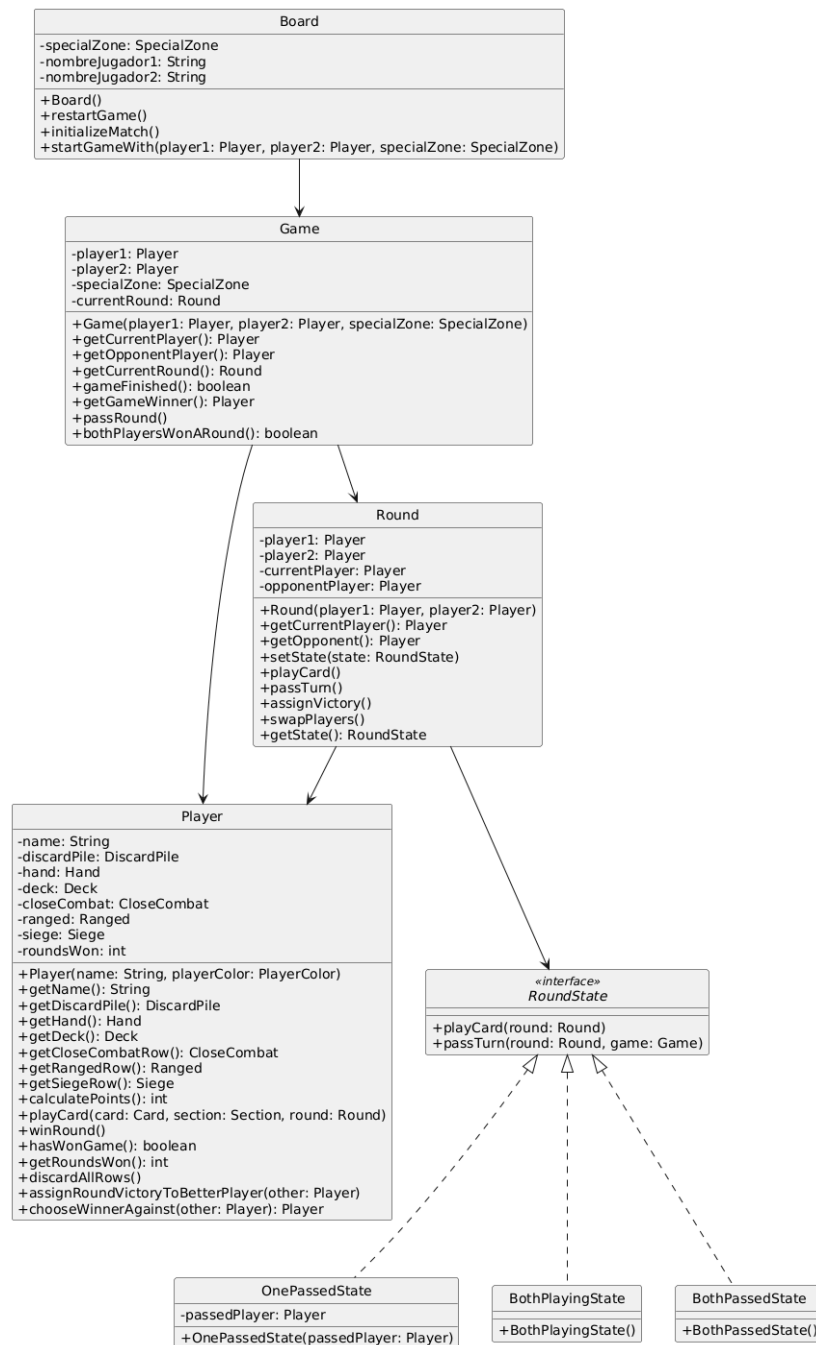 Board
-specialZone: SpecialZone
-nombreJugador1: String
-nombreJugador2: String
+Board()
+restartGame()
+initializeMatch()
+startGameWith(player1: Player, player2: Player, specialZone: SpecialZone)
Game
-player1: Player
-player2: Player
-specialZone: SpecialZone
-currentRound: Round
+Game(player1: Player, player2: Player, specialZone: SpecialZone)
+getCurrentPlayer(): Player
+getOpponentPlayer(): Player
+getCurrentRound(): Round
+gameFinished(): boolean
+getGameWinner(): Player
+passRound()
+bothPlayersWonARound(): boolean
Round
-player1: Player
-player2: Player
-currentPlayer: Player
-opponentPlayer: Player
+Round(player1: Player, player2: Player)
+getCurrentPlayer(): Player
+getOpponent(): Player
+setState(state: RoundState)
+playCard()
+passTurn()
+assignVictory()
+swapPlayers()
+getState(): RoundState
Player
-name: String
-discardPile: DiscardPile
-hand: Hand
-deck: Deck
-closeCombat: CloseCombat
-ranged: Ranged
-siege: Siege
-roundsWon: int
+Player(name: String, playerColor: PlayerColor)
+getName(): String
+getDiscardPile(): DiscardPile
+getHand(): Hand
+getDeck(): Deck
+getCloseCombatRow(): CloseCombat
+getRangedRow(): Ranged
+getSiegeRow(): Siege
+calculatePoints(): int
+playCard(card: Card, section: Section, round: Round)
+winRound()
+hasWonGame(): boolean
+getRoundsWon(): int
+discardAllRows()
+assignRoundVictoryToBetterPlayer(other: Player)
+chooseWinnerAgainst(other: Player): Player
«interface»
RoundState
+playCard(round: Round)
+passTurn(round: Round, game: Game)
OnePassedState
-passedPlayer: Player
+OnePassedState(passedPlayer: Player)
BothPlayingState
+BothPlayingState()
BothPassedState
+BothPassedState()